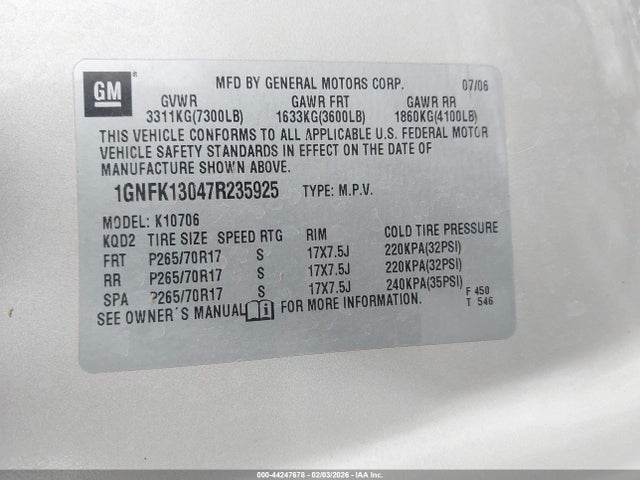 GM
MFD BY GENERAL MOTORS CORP. 07/06
GVWR GAWR FRT GAWR RR
3311KG(7300LB) 1633KG(3600LB) 1860KG(4100LB)
THIS VEHICLE CONFORMS TO ALL APPLICABLE U.S. FEDERAL MOTOR
VEHICLE SAFETY STANDARDS IN EFFECT ON THE DATE OF
MANUFACTURE SHOWN ABOVE.
1GNFK13047R235925 TYPE: M.P.V.
MODEL: K10706
KQD2 TIRE SIZE SPEED RTG RIM COLD TIRE PRESSURE
FRT P265/70R17 S 17X7.5J 220KPA(32PSI)
RR P265/70R17 S 17X7.5J 220KPA(32PSI)
SPA P265/70R17 S 17X7.5J 240KPA(35PSI)
SEE OWNER'S MANUAL FOR MORE INFORMATION.
F 450
T 546
000-44247678 - 02/03/2026 - IAA Inc.